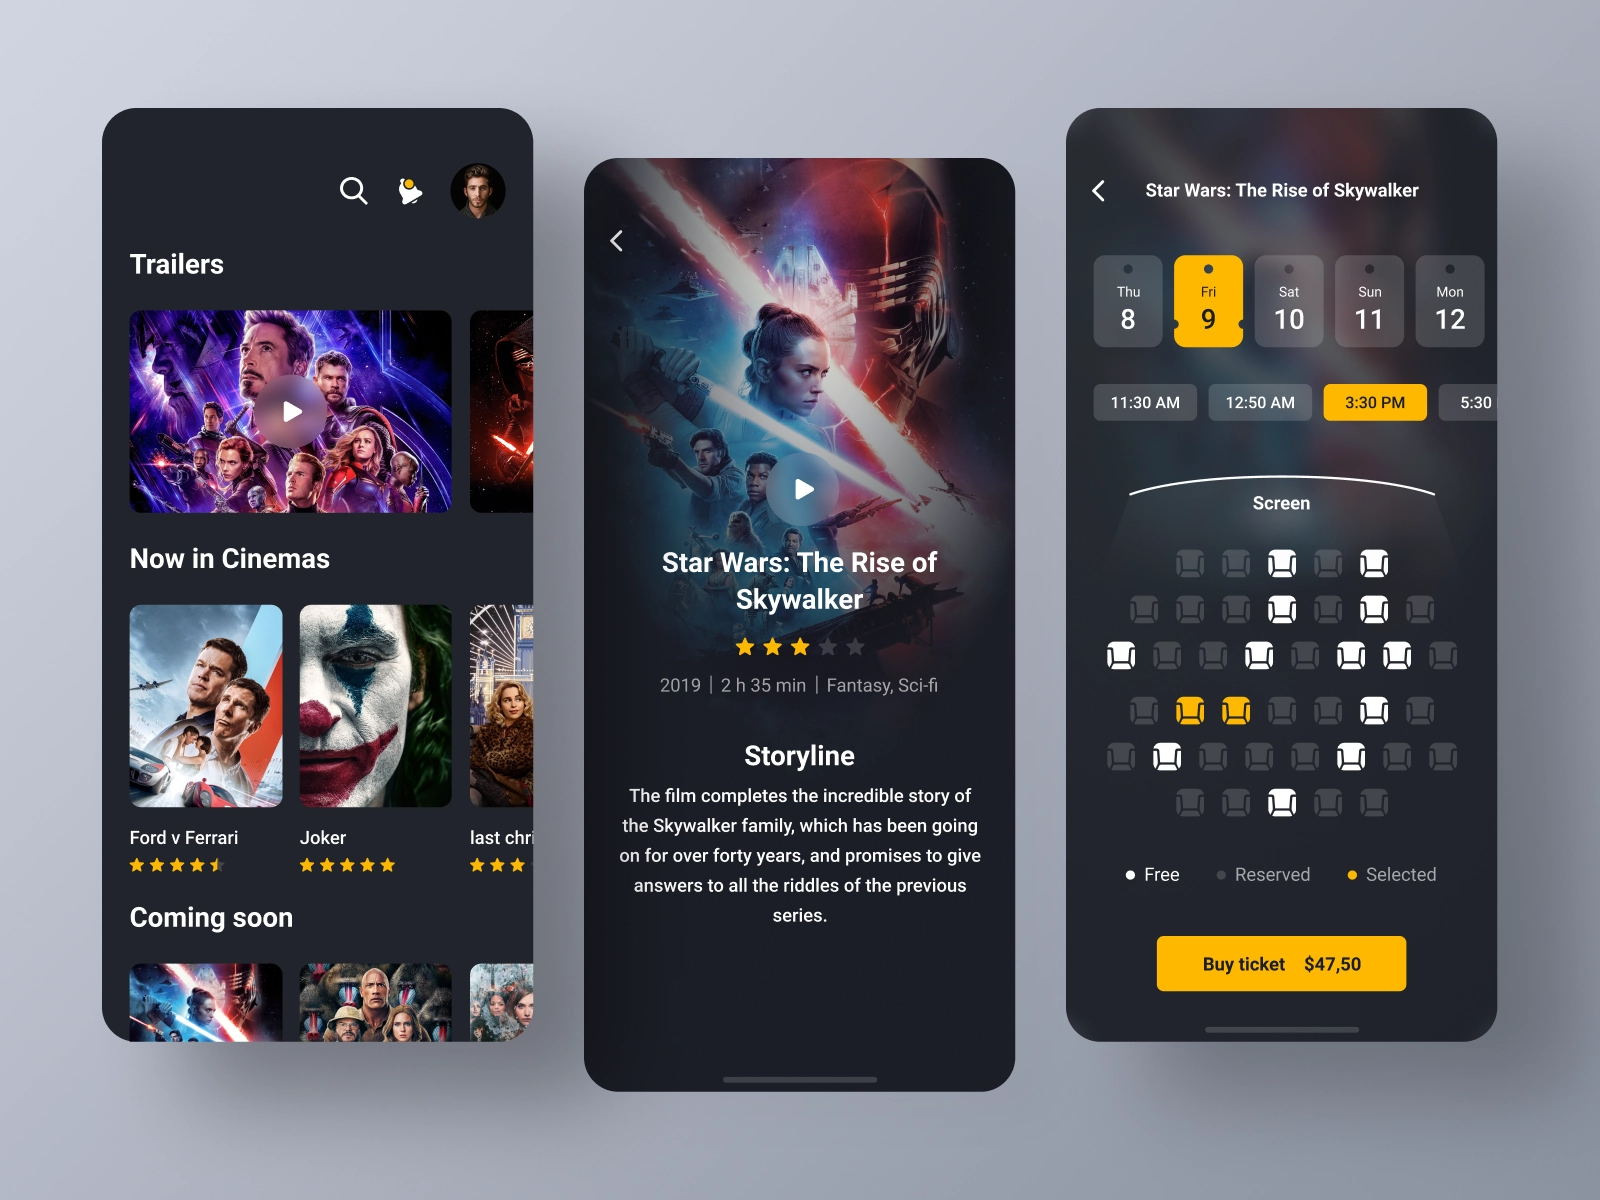 Trailers
Now in Cinemas
Ford v Ferrari
Joker
last chri
Coming soon
Star Wars: The Rise of
Skywalker
2019 | 2 h 35 min | Fantasy, Sci-fi
Storyline
The film completes the incredible story of
the Skywalker family, which has been going
on for over forty years, and promises to give
answers to all the riddles of the previous
series.
Star Wars: The Rise of Skywalker
Thu Fri Sat Sun Mon
8 9 10 11 12
11:30 AM 12:50 AM 3:30 PM 5:30
Screen
Free Reserved Selected
Buy ticket $47,50